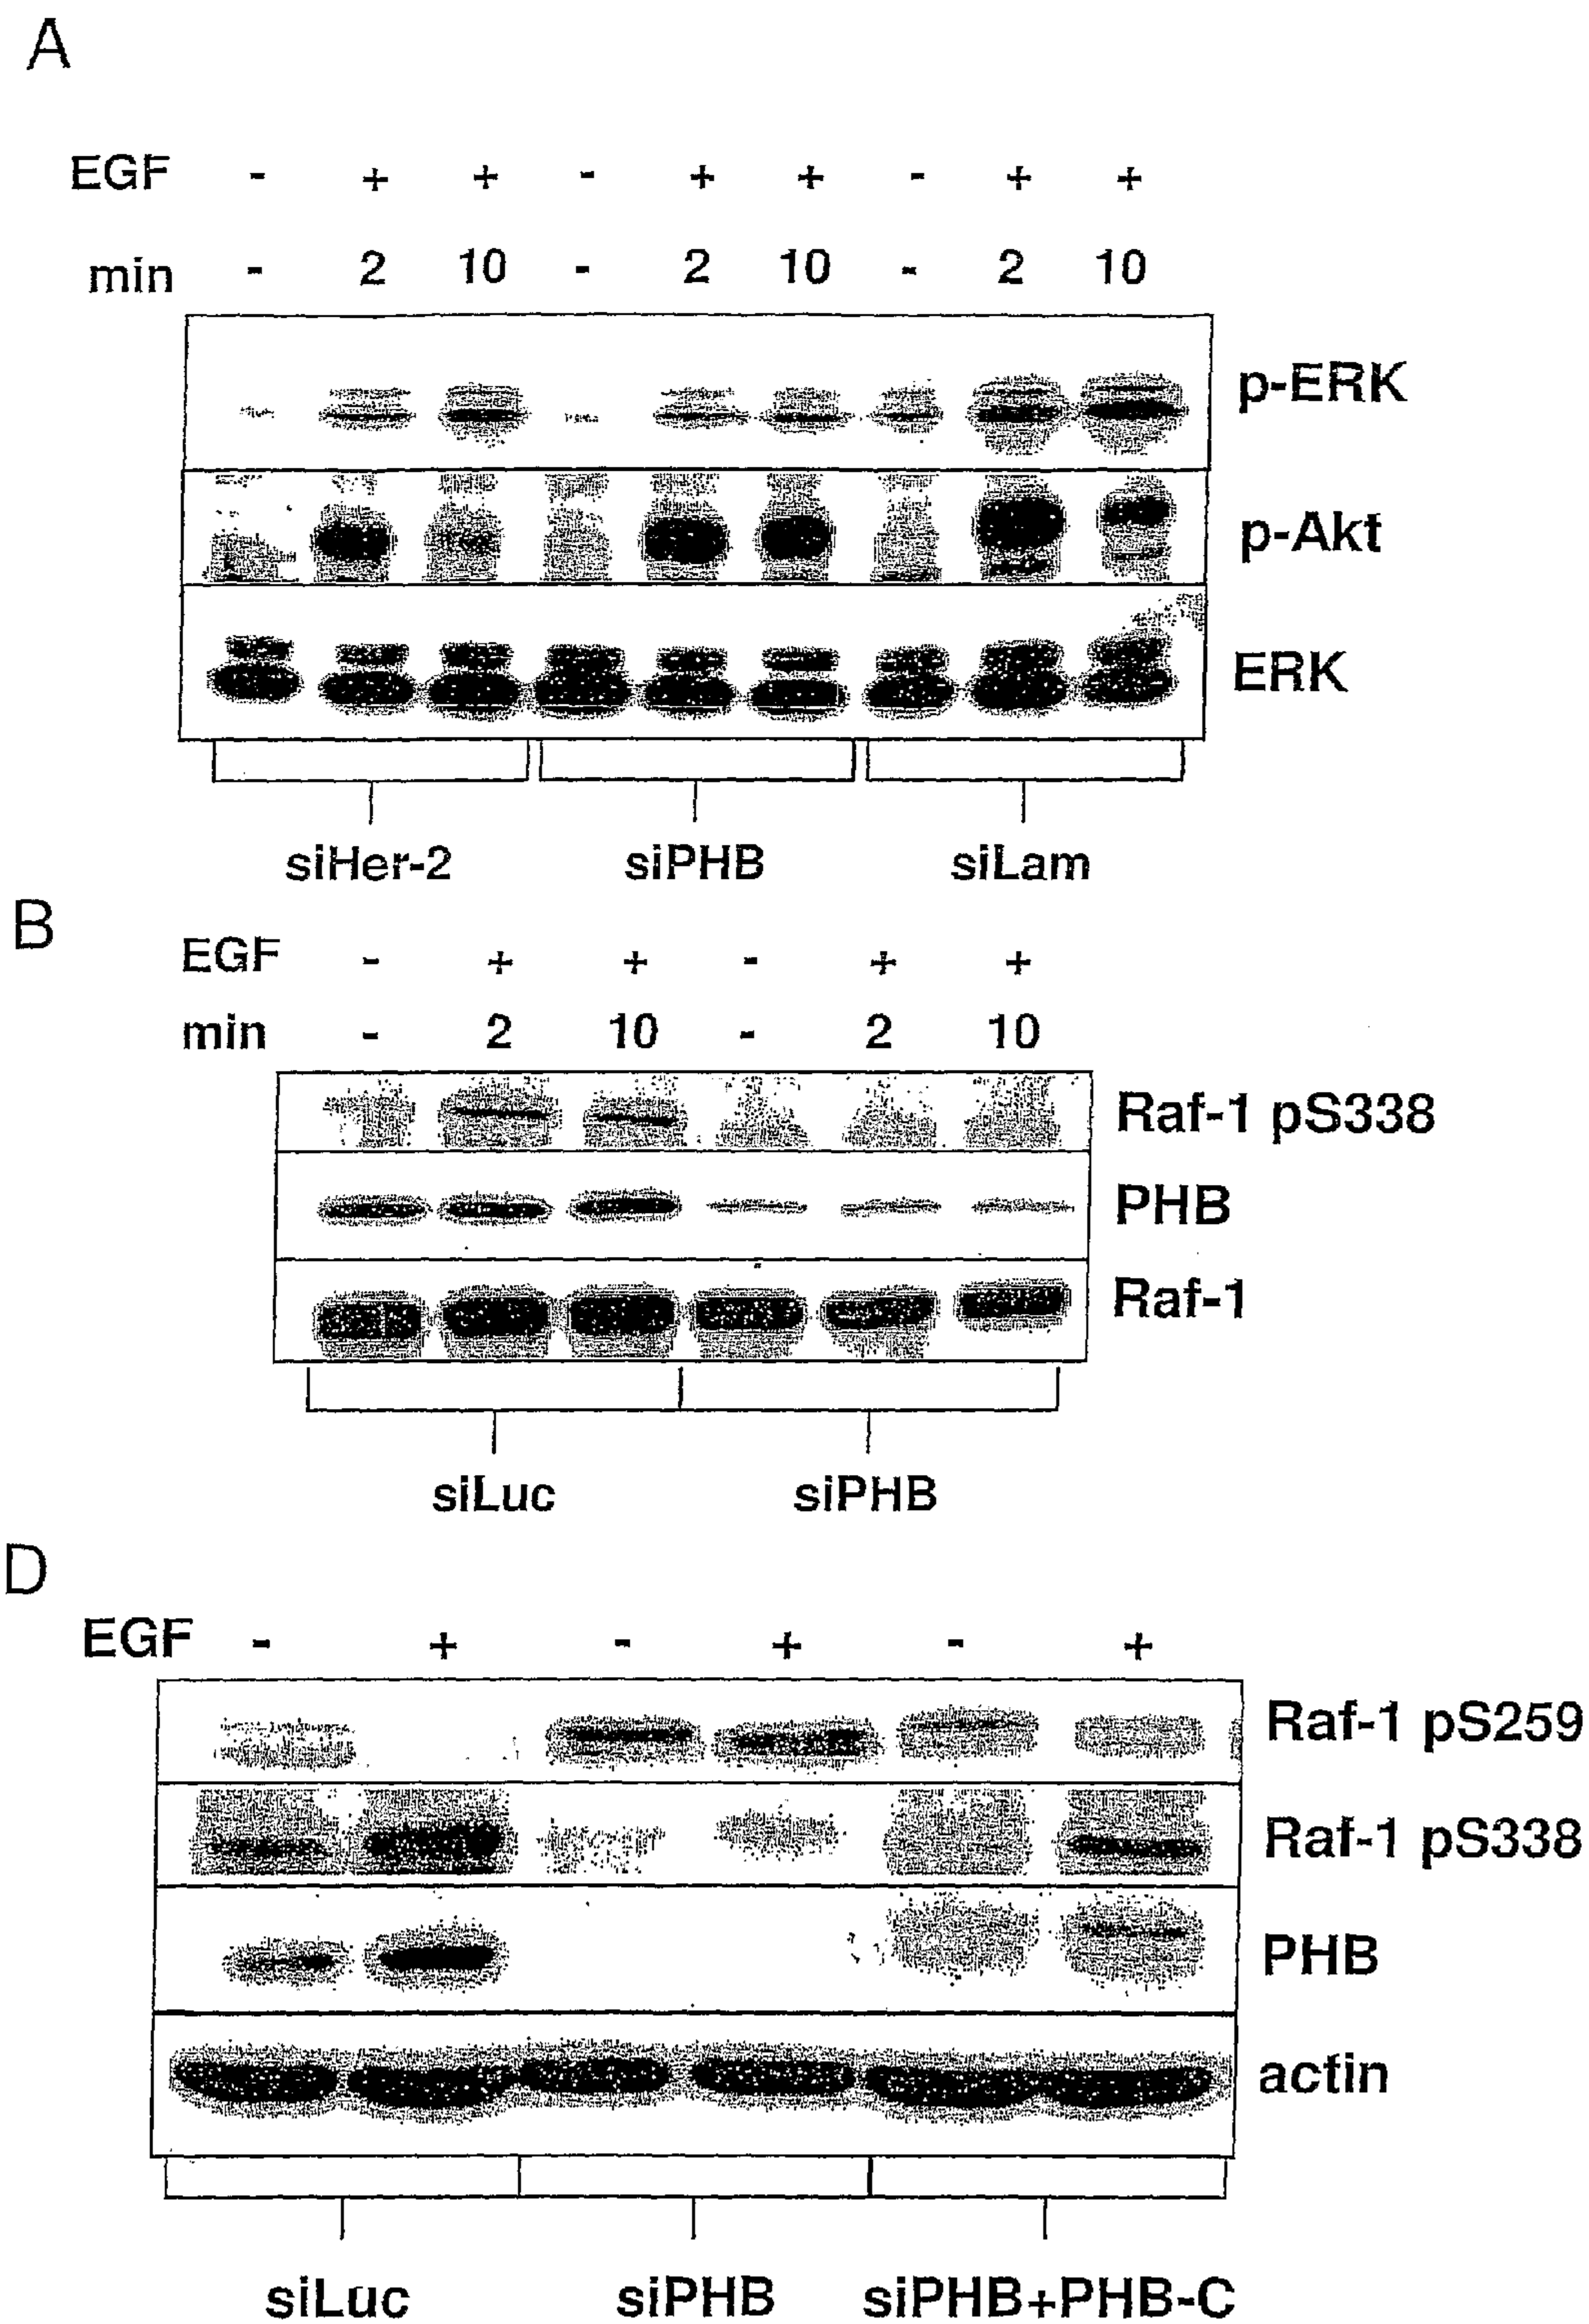 A
EGF - + + - + + - + +
min - 2 10 - 2 10 - 2 10
p-ERK
p-Akt
ERK
siHer-2 siPHB siLam
B
EGF - + + - + +
min - 2 10 - 2 10
Raf-1 pS338
PHB
Raf-1
siLuc siPHB
D
EGF - + - + - +
Raf-1 pS259
Raf-1 pS338
PHB
actin
siLuc siPHB siPHB+PHB-C